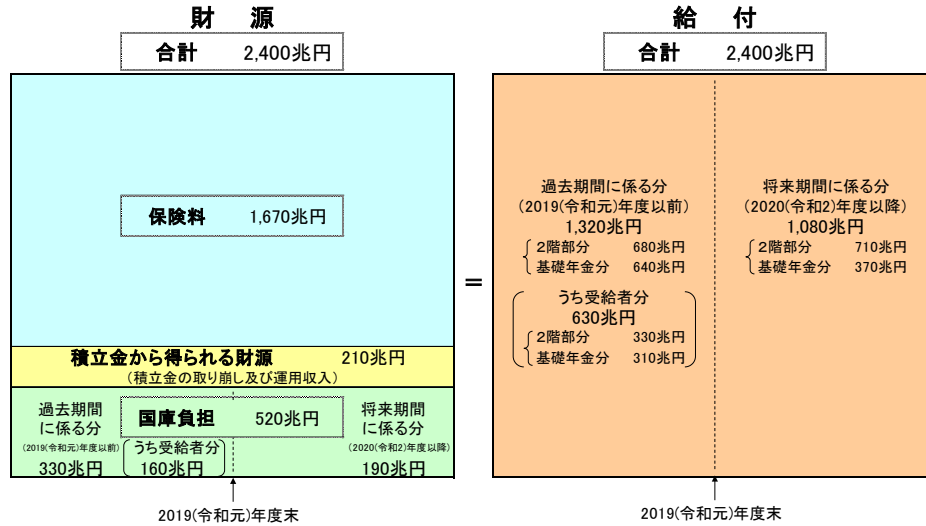 財　源
合計　2,400兆円
保険料　1,670兆円
積立金から得られる財源　210兆円
(積立金の取り崩し及び運用収入)
国庫負担　520兆円
過去期間
に係る分
(2019(令和元)年度以前)
330兆円
うち受給者分
160兆円
将来期間
に係る分
(2020(令和2)年度以降)
190兆円
2019(令和元)年度末
=
給　付
合計　2,400兆円
過去期間に係る分
(2019(令和元)年度以前)
1,320兆円
2階部分　680兆円
基礎年金分　640兆円
うち受給者分
630兆円
2階部分　330兆円
基礎年金分　310兆円
将来期間に係る分
(2020(令和2)年度以降)
1,080兆円
2階部分　710兆円
基礎年金分　370兆円
2019(令和元)年度末